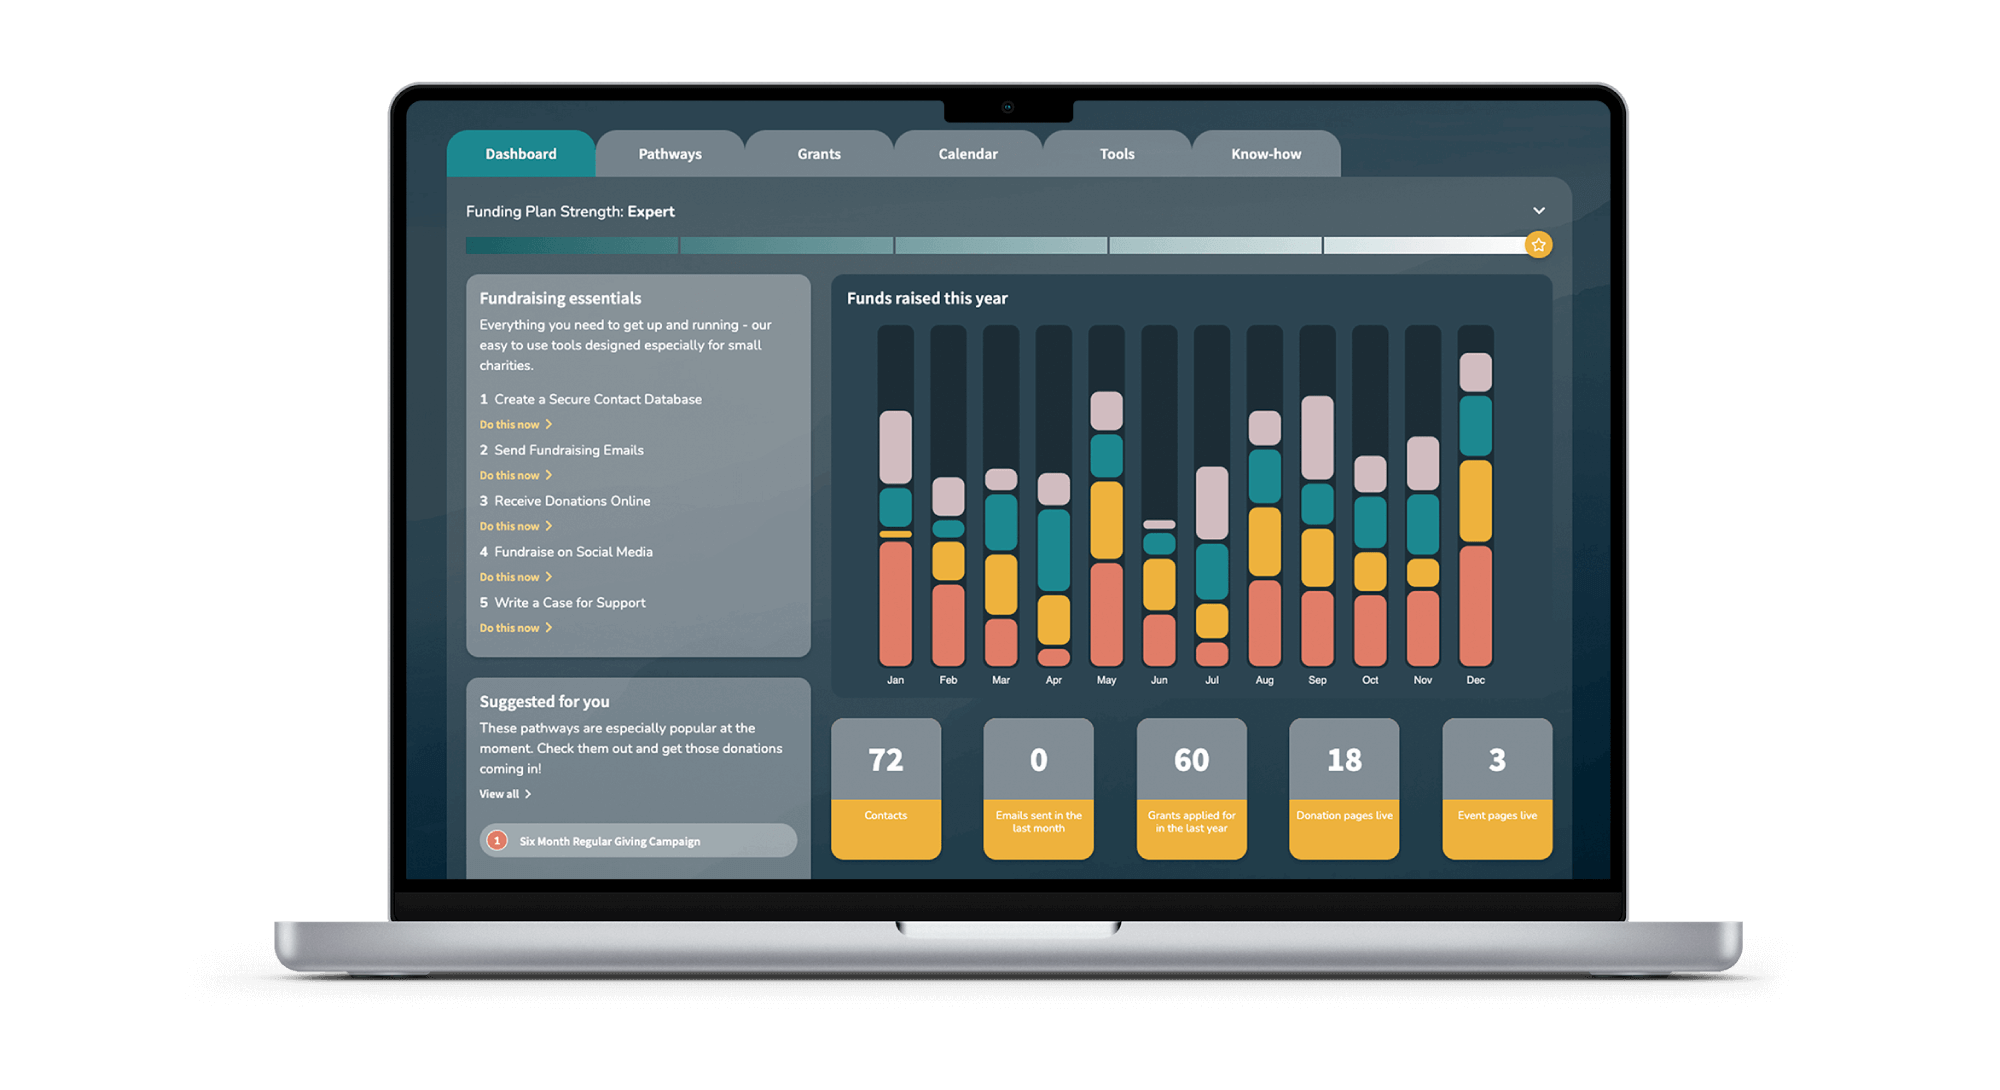 Dashboard
Pathways
Grants
Calendar
Tools
Know-how
Funding Plan Strength: Expert
Fundraising essentials
Everything you need to get up and running - our
easy to use tools designed especially for small
charities.
1 Create a Secure Contact Database
Do this now
2 Send Fundraising Emails
Do this now
3 Receive Donations Online
Do this now
4 Fundraise on Social Media
Do this now
5 Write a Case for Support
Do this now
Suggested for you
These pathways are especially popular at the
moment. Check them out and get those donations
coming in!
View all
1 Six Month Regular Giving Campaign
Funds raised this year
Jan Feb Mar Apr May Jun Jul Aug Sep Oct Nov Dec
72
Contacts
0
Emails sent in the
last month
60
Grants applied for
in the last year
18
Donation pages live
3
Event pages live